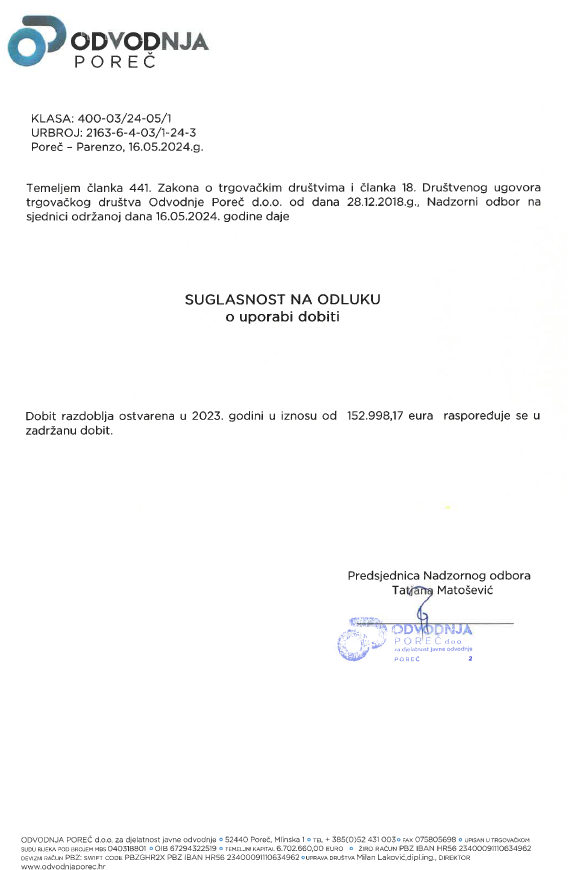 ODVODNJA
POREČ
KLASA: 400-03/24-05/1
URBROJ: 2163-6-4-03/1-24-3
Poreč – Parenzo, 16.05.2024.g.
Temeljem članka 441. Zakona o trgovačkim društvima i članka 18. Društvenog ugovora
trgovačkog društva Odvodnje Poreč d.o.o. od dana 28.12.2018.g., Nadzorni odbor na
sjednici održanoj dana 16.05.2024. godine daje
SUGLASNOST NA ODLUKU
o uporabi dobiti
Dobit razdoblja ostvarena u 2023. godini u iznosu od 152.998,17 eura raspoređuje se u
zadržanu dobit.
Predsjednica Nadzornog odbora
Tatjana Matošević
ODVODNJA
POREČ d.o.o.
za djelatnost javne odvodnje
POREČ 2
ODVODNJA POREČ d.o.o. za djelatnost javne odvodnje • 52440 Poreč, Mlinska 1 • TEL + 385(0)52 431 003 • FAX 075805698 • UPISAN U TRGOVAČKOM
SUDU RIJEKA POD BROJEM MBS 040318801 • OIB 67294322519 • TEMELJNI KAPITAL 6.702.660,00 EURO • ŽIRO RAČUN PBZ IBAN HR56 23400091110634962
DEVIZNI RAČUN PBZ: SWIFT CODE PBZGHR2X PBZ IBAN HR56 23400091110634962 • UPRAVA DRUŠTVA Milan Laković,dipl.ing., DIREKTOR
www.odvodnjaporec.hr